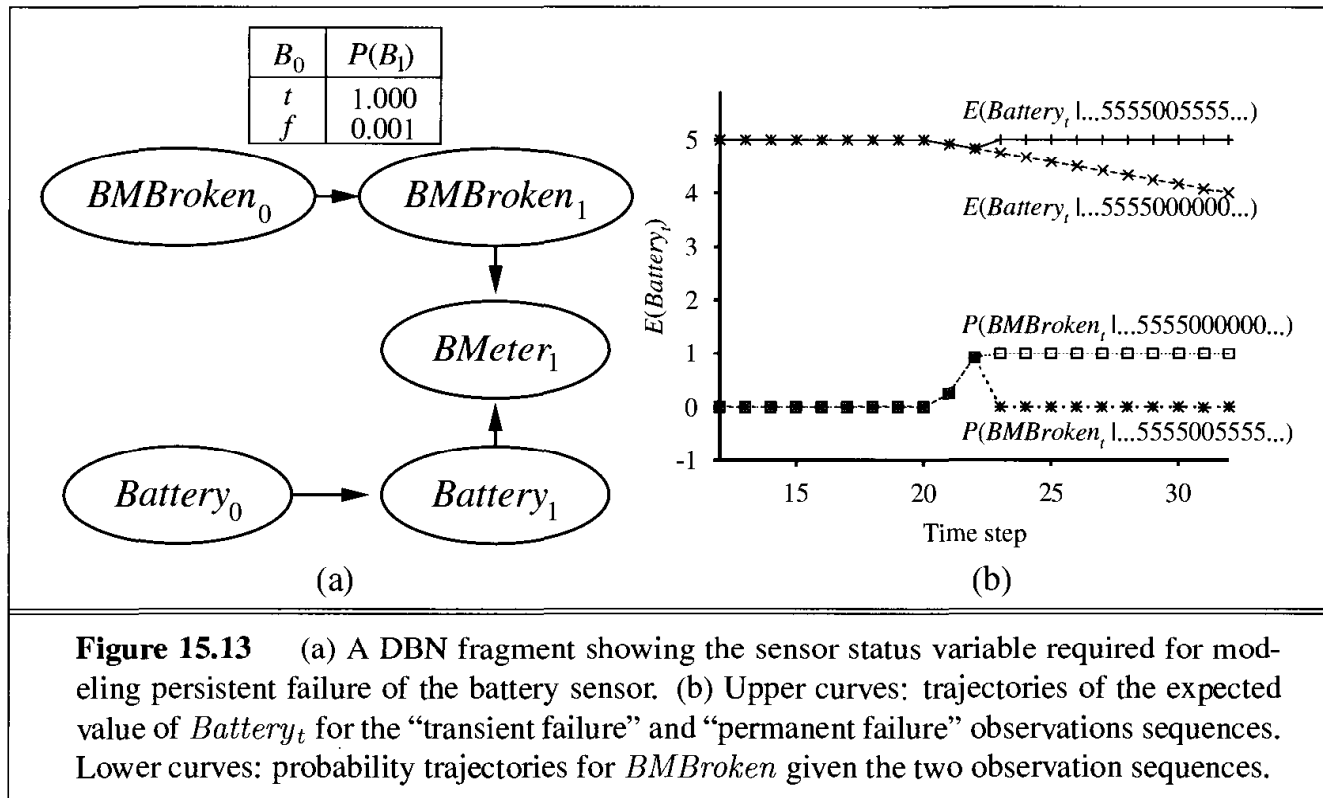 B₀ P(B₁)
t 1.000
f 0.001
BMBroken₀
BMBroken₁
BMeter₁
Battery₀
Battery₁
(a)
E(Batteryₜ)
5
4
3
2
1
0
-1
15 20 25 30
Time step
E(Batteryₜ |...5555005555...)
E(Batteryₜ |...5555000000...)
P(BMBrokenₜ |...5555000000...)
P(BMBrokenₜ |...5555005555...)
(b)
Figure 15.13 (a) A DBN fragment showing the sensor status variable required for mod-
eling persistent failure of the battery sensor. (b) Upper curves: trajectories of the expected
value of Batteryₜ for the “transient failure” and “permanent failure” observations sequences.
Lower curves: probability trajectories for BMBroken given the two observation sequences.